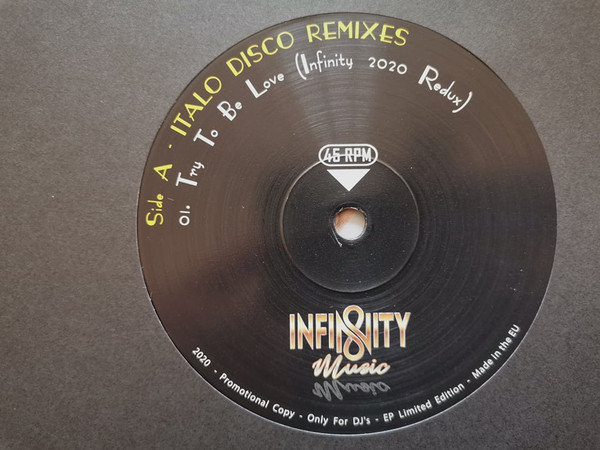 Side A - ITALO DISCO REMIXES
01. Try To Be Love (Infinity 2020 Redux)
45 RPM
INFINITY
Music
2020 - Promotional Copy - Only For DJ's - EP Limited Edition - Made in the EU